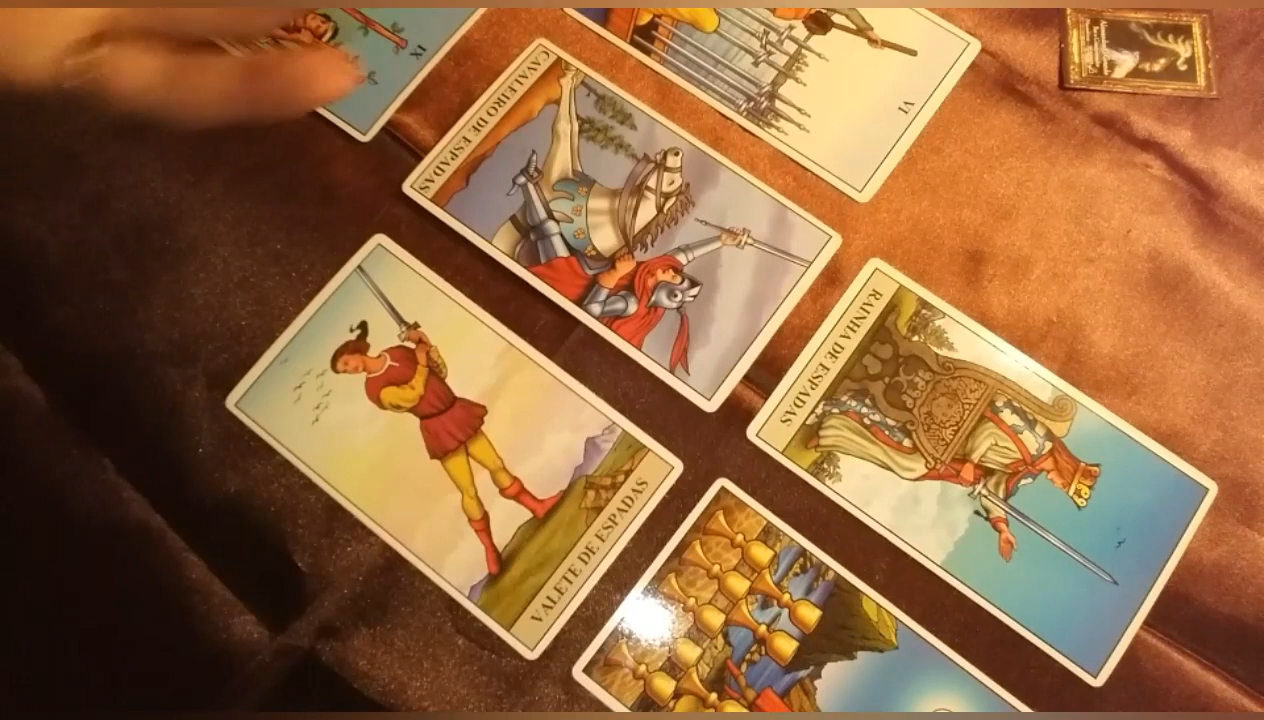 IX
VI
CAVALEIRO DE ESPADAS
RAINHA DE ESPADAS
VALETE DE ESPADAS